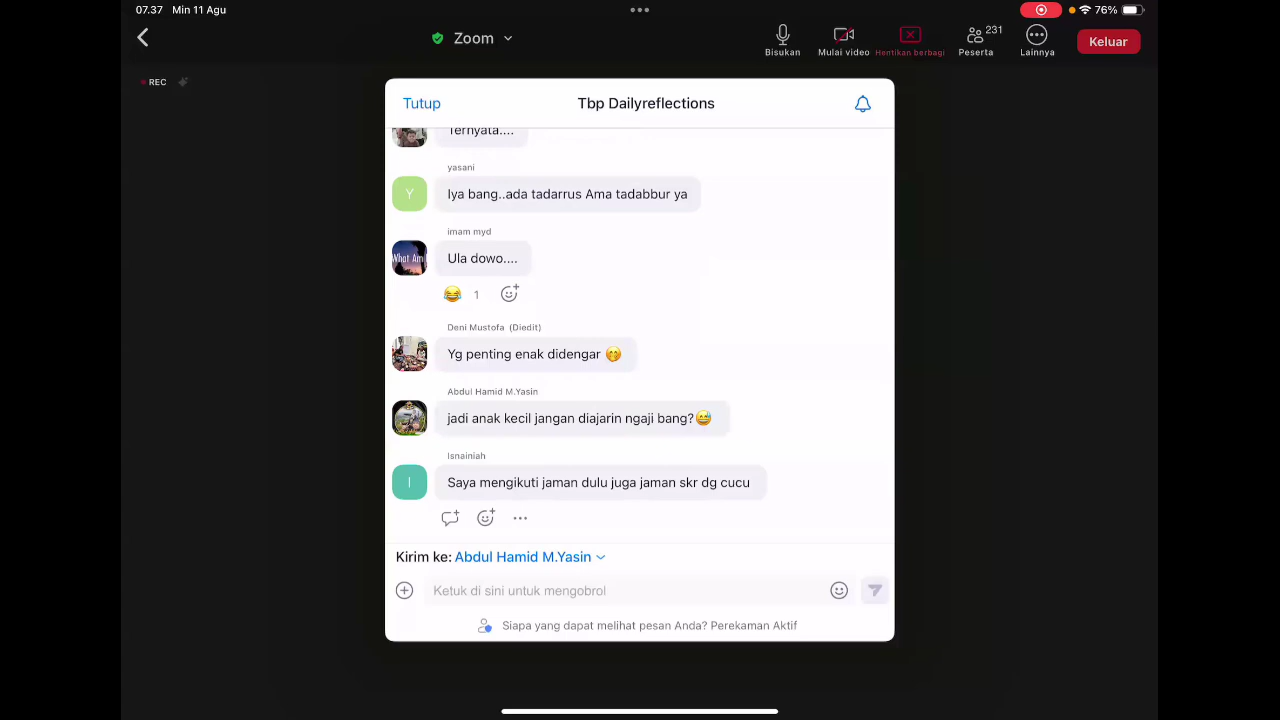 07.37 Min 11 Agu
76%
Zoom
231
Bisukan
Mulai video
Hentikan berbagi
Peserta
Lainnya
Keluar
REC
Tutup
Tbp Dailyreflections
Ternyata....
yasani
Y
Iya bang..ada tadarrus Ama tadabbur ya
imam myd
What Am I
Ula dowo....
😂 1
Deni Mustofa (Diedit)
Yg penting enak didengar 🤭
Abdul Hamid M.Yasin
jadi anak kecil jangan diajarin ngaji bang?😅
Isnainiah
I
Saya mengikuti jaman dulu juga jaman skr dg cucu
Kirim ke: Abdul Hamid M.Yasin
Ketuk di sini untuk mengobrol
Siapa yang dapat melihat pesan Anda? Perekaman Aktif